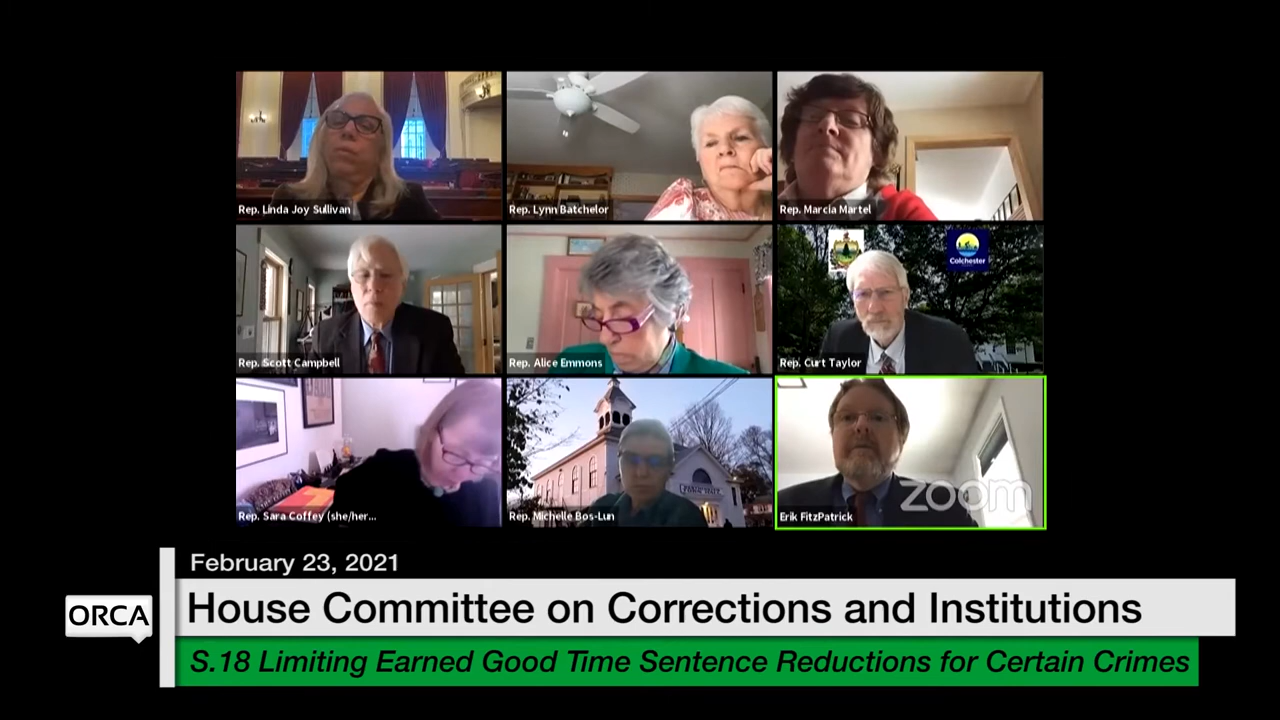 Rep. Linda Joy Sullivan
Rep. Lynn Batchelor
Rep. Marcia Martel
Rep. Scott Campbell
Rep. Alice Emmons
Colchester
Rep. Curt Taylor
Rep. Sara Coffey (she/her...
Rep. Michelle Bos-Lun
zoom
Erik FitzPatrick
February 23, 2021
ORCA
House Committee on Corrections and Institutions
S.18 Limiting Earned Good Time Sentence Reductions for Certain Crimes